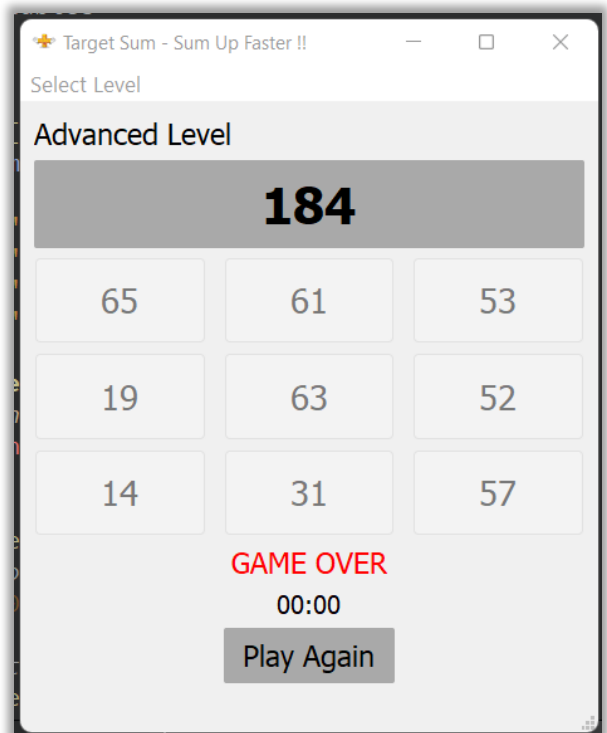 Target Sum - Sum Up Faster !!
Select Level
Advanced Level
184
65 61 53
19 63 52
14 31 57
GAME OVER
00:00
Play Again